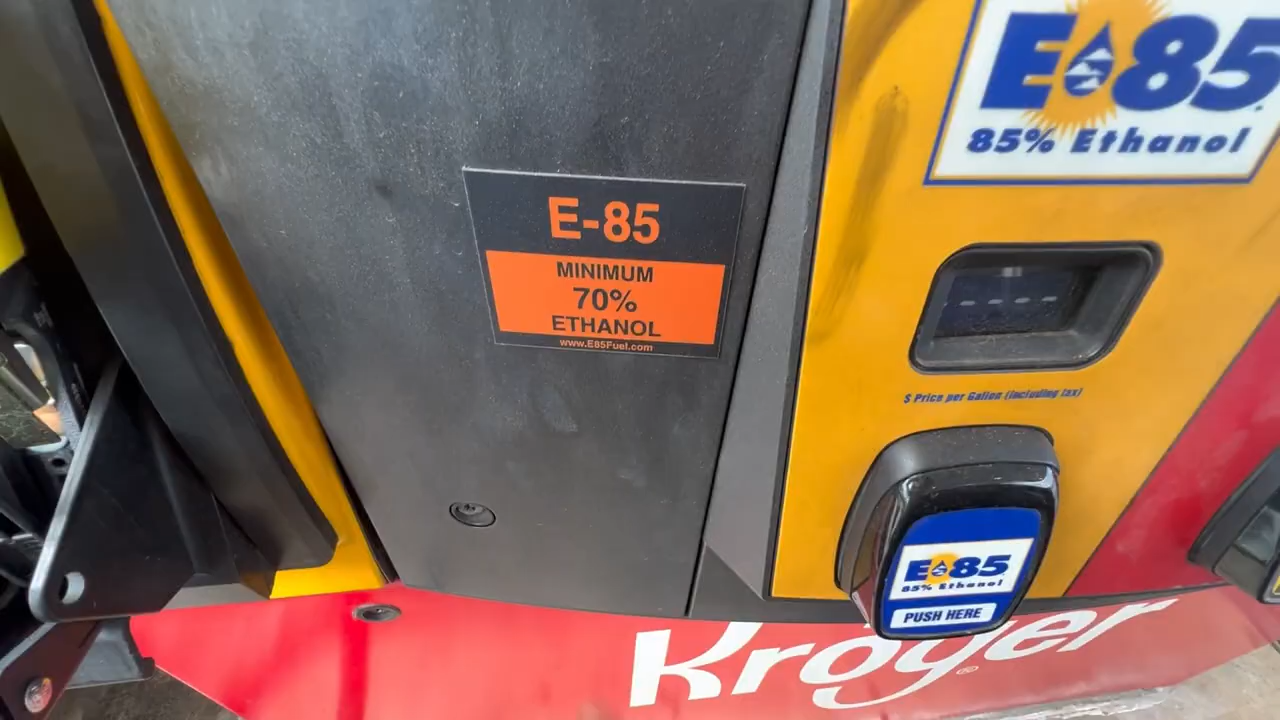 E-85
85% Ethanol
E-85
MINIMUM
70%
ETHANOL
www.E85Fuel.com
$ Price per Gallon (including tax)
E85
85% Ethanol
PUSH HERE
Kroger